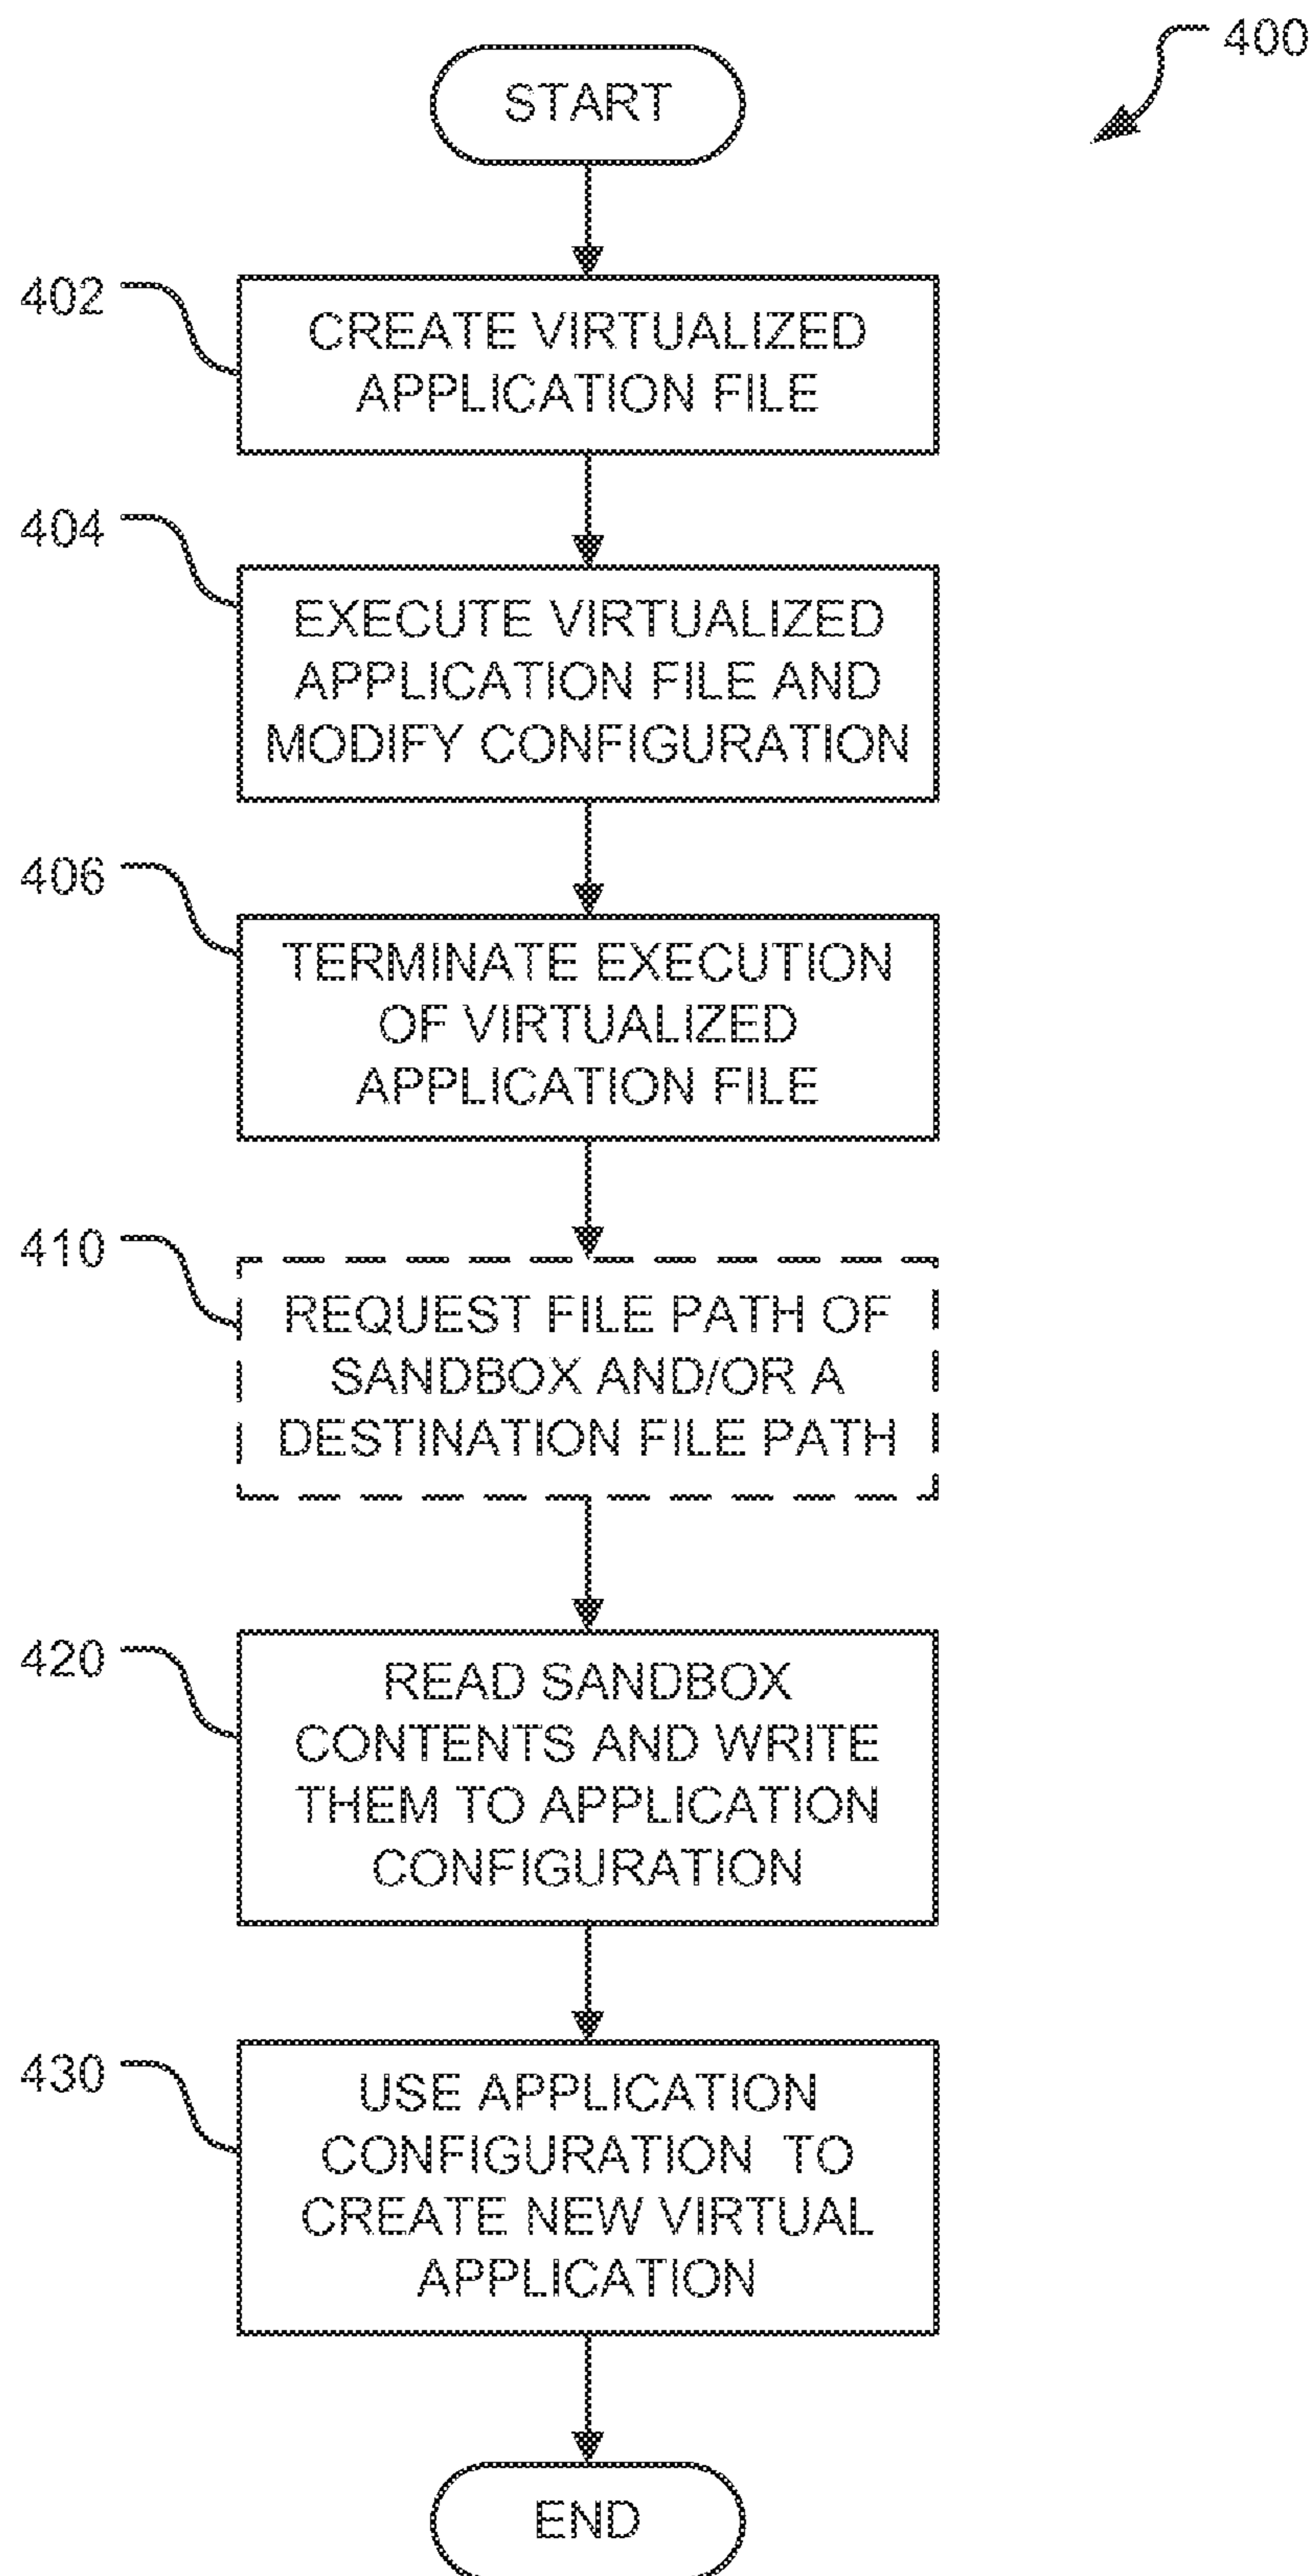 400
START
402
CREATE VIRTUALIZED
APPLICATION FILE
404
EXECUTE VIRTUALIZED
APPLICATION FILE AND
MODIFY CONFIGURATION
406
TERMINATE EXECUTION
OF VIRTUALIZED
APPLICATION FILE
410
REQUEST FILE PATH OF
SANDBOX AND/OR A
DESTINATION FILE PATH
420
READ SANDBOX
CONTENTS AND WRITE
THEM TO APPLICATION
CONFIGURATION
430
USE APPLICATION
CONFIGURATION TO
CREATE NEW VIRTUAL
APPLICATION
END